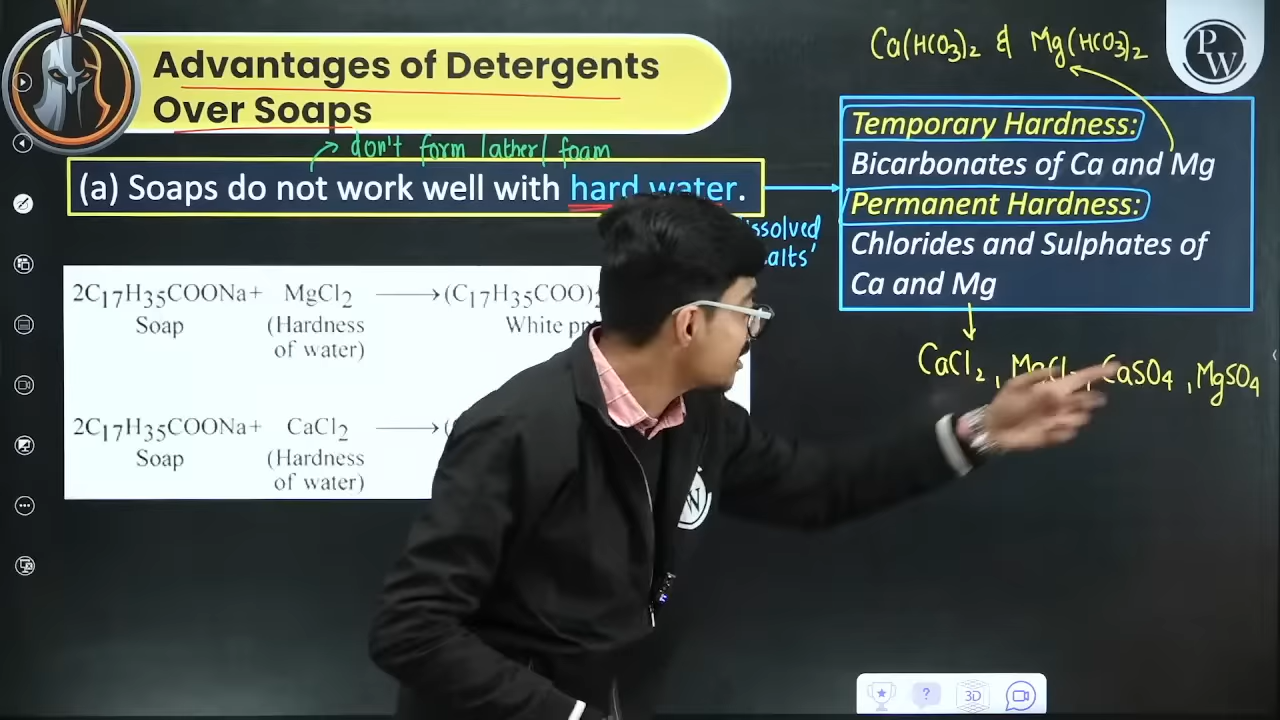 Ca(HCO3)2 & Mg(HCO3)2
P
W
Advantages of Detergents
Over Soaps
don't form lather/ foam
(a) Soaps do not work well with hard water.
Temporary Hardness:
Bicarbonates of Ca and Mg
Permanent Hardness:
Chlorides and Sulphates of
Ca and Mg
CaCl2, MgCl2, CaSO4, MgSO4
2C17H35COONa+ MgCl2 ⟶ (C17H35COO)
Soap (Hardness of water) White
2C17H35COONa+ CaCl2 ⟶ (
Soap (Hardness of water)
W
? 3D